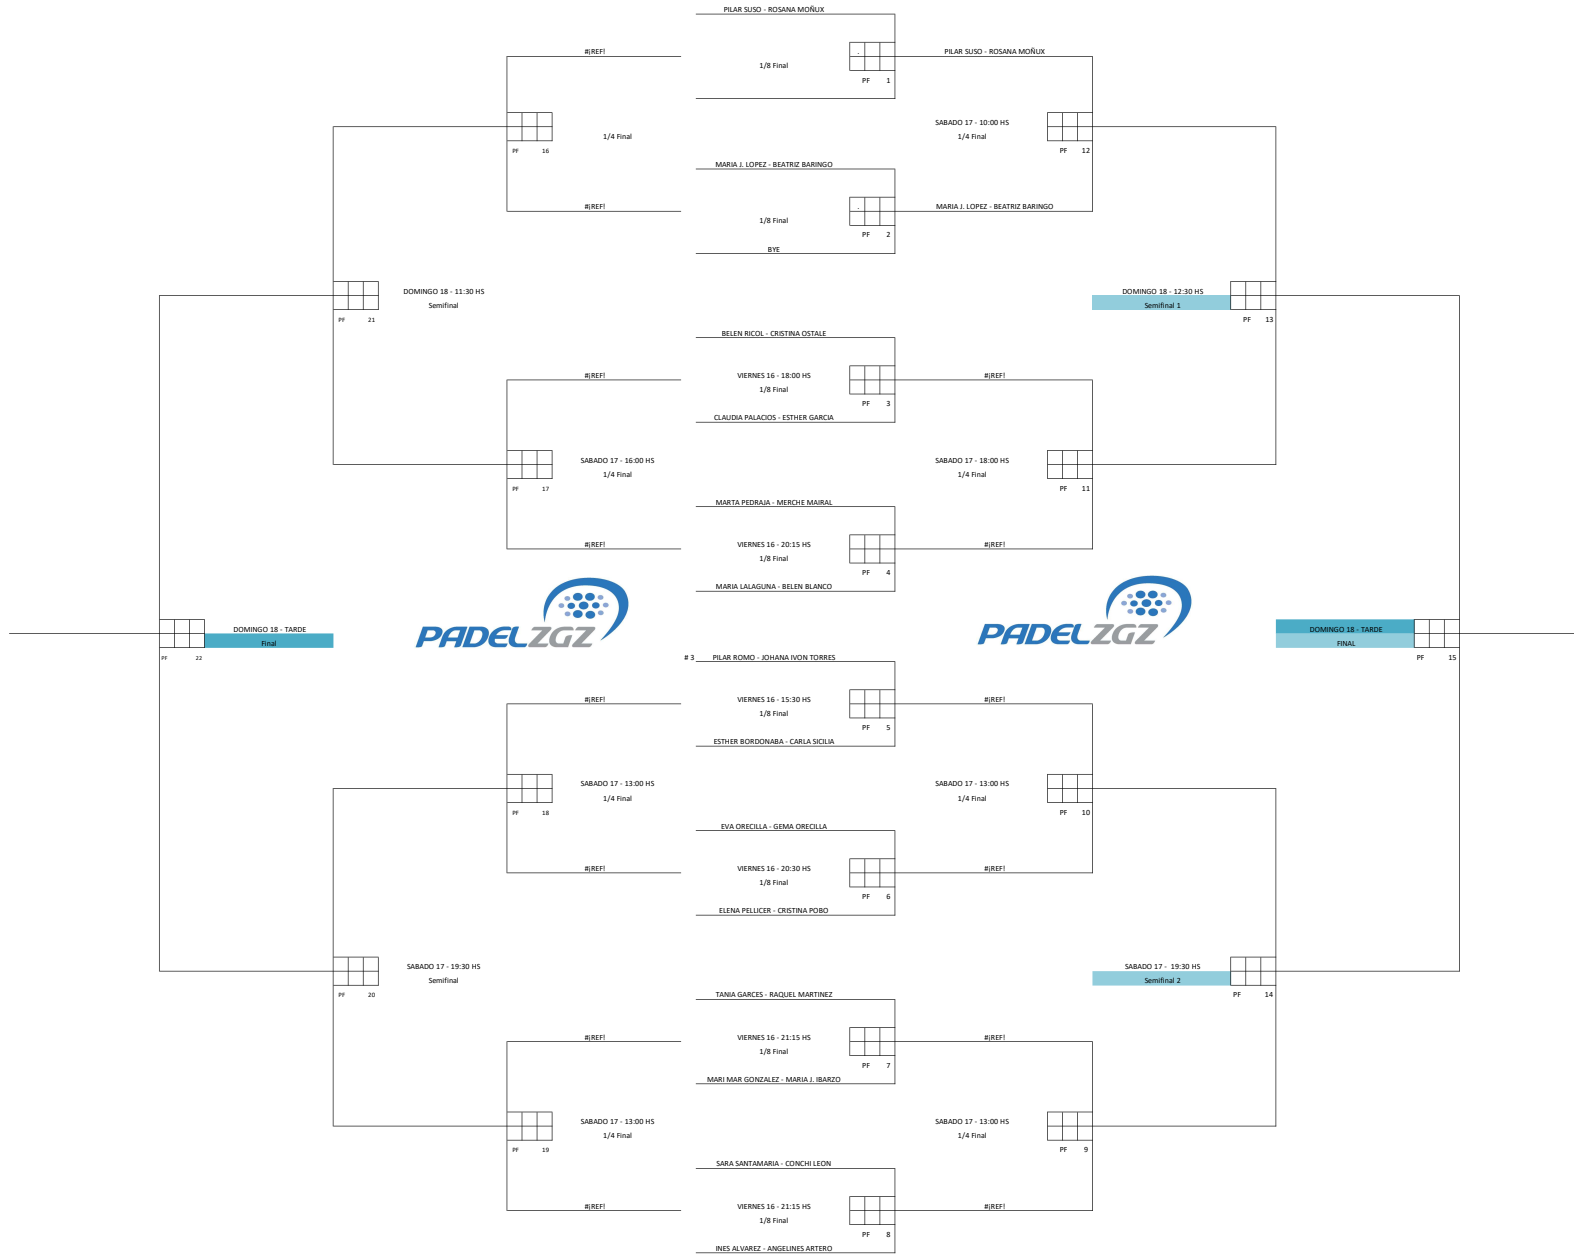 PILAR SUSO - ROSANA MOÑUX
#¡REF!
.
PILAR SUSO - ROSANA MOÑUX
1/8 Final
PF 1
SABADO 17 - 10:00 HS
1/4 Final
1/4 Final
PF 16
PF 12
MARIA J. LOPEZ - BEATRIZ BARINGO
#¡REF!
.
MARIA J. LOPEZ - BEATRIZ BARINGO
1/8 Final
PF 2
BYE
DOMINGO 18 - 11:30 HS
Semifinal
DOMINGO 18 - 12:30 HS
Semifinal 1
PF 21
PF 13
BELEN RICOL - CRISTINA OSTALE
#¡REF!
VIERNES 16 - 18:00 HS
1/8 Final
#¡REF!
PF 3
CLAUDIA PALACIOS - ESTHER GARCIA
SABADO 17 - 16:00 HS
1/4 Final
SABADO 17 - 18:00 HS
1/4 Final
PF 17
PF 11
MARTA PEDRAJA - MERCHE MAIRAL
#¡REF!
VIERNES 16 - 20:15 HS
1/8 Final
#¡REF!
PF 4
MARIA LALAGUNA - BELEN BLANCO
PADELZGZ
PADELZGZ
DOMINGO 18 - TARDE
Final
DOMINGO 18 - TARDE
FINAL
PF 22
PF 15
# 3 PILAR ROMO - JOHANA IVON TORRES
#¡REF!
VIERNES 16 - 15:30 HS
1/8 Final
#¡REF!
PF 5
ESTHER BORDONABA - CARLA SICILIA
SABADO 17 - 13:00 HS
1/4 Final
SABADO 17 - 13:00 HS
1/4 Final
PF 18
PF 10
EVA ORECILLA - GEMA ORECILLA
#¡REF!
VIERNES 16 - 20:30 HS
1/8 Final
#¡REF!
PF 6
ELENA PELLICER - CRISTINA POBO
SABADO 17 - 19:30 HS
Semifinal
SABADO 17 - 19:30 HS
Semifinal 2
PF 20
PF 14
TANIA GARCES - RAQUEL MARTINEZ
#¡REF!
VIERNES 16 - 21:15 HS
1/8 Final
#¡REF!
PF 7
MARI MAR GONZALEZ - MARIA J. IBARZO
SABADO 17 - 13:00 HS
1/4 Final
SABADO 17 - 13:00 HS
1/4 Final
PF 19
PF 9
SARA SANTAMARIA - CONCHI LEON
#¡REF!
VIERNES 16 - 21:15 HS
1/8 Final
#¡REF!
PF 8
INES ALVAREZ - ANGELINES ARTERO